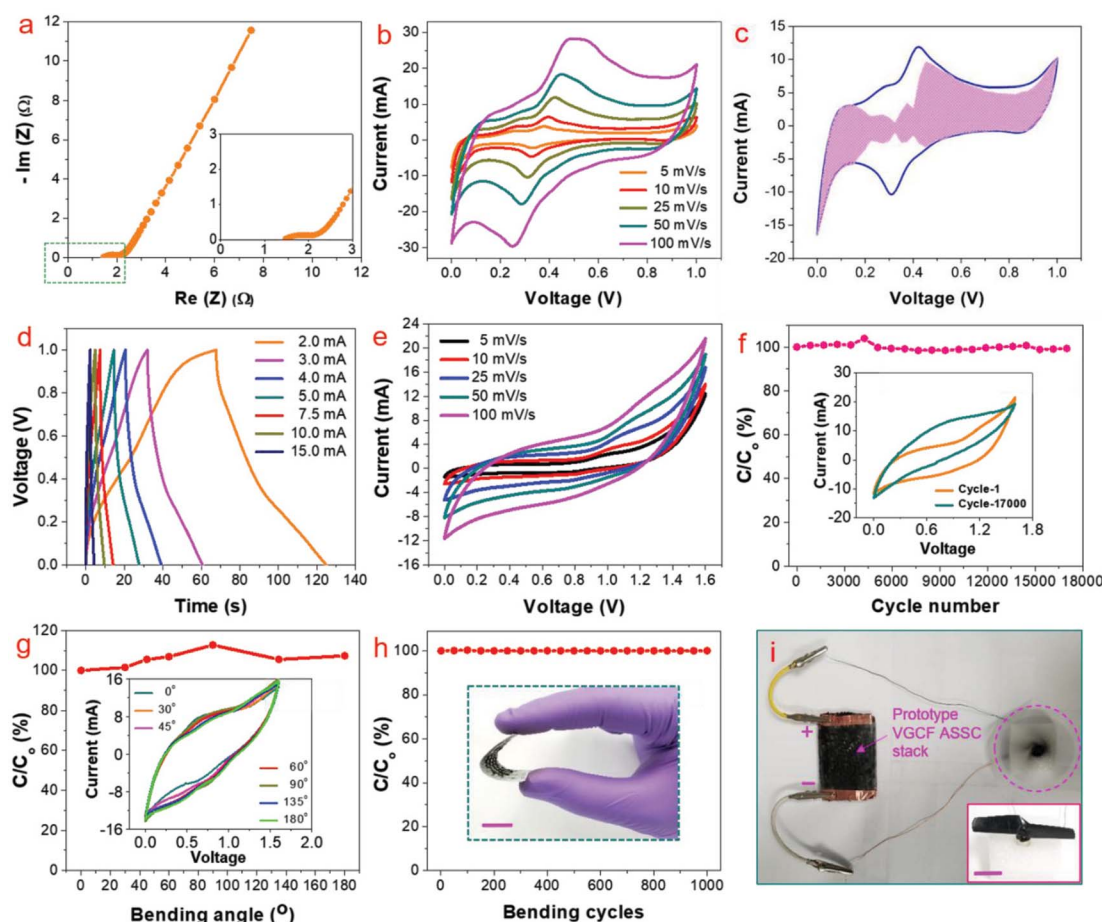 a
12
10
8
6
4
2
0
- Im (Z) (Ω)
3
2
1
0
0 1 2 3
0 2 4 6 8 10 12
Re (Z) (Ω)
b
30
20
10
0
-10
-20
-30
Current (mA)
5 mV/s
10 mV/s
25 mV/s
50 mV/s
100 mV/s
0.0 0.2 0.4 0.6 0.8 1.0
Voltage (V)
c
15
10
5
0
-5
-10
-15
Current (mA)
0.0 0.2 0.4 0.6 0.8 1.0
Voltage (V)
d
1.0
0.8
0.6
0.4
0.2
0.0
Voltage (V)
2.0 mA
3.0 mA
4.0 mA
5.0 mA
7.5 mA
10.0 mA
15.0 mA
0 20 40 60 80 100 120 140
Time (s)
e
24
20
16
12
8
4
0
-4
-8
-12
-16
Current (mA)
5 mV/s
10 mV/s
25 mV/s
50 mV/s
100 mV/s
0.0 0.2 0.4 0.6 0.8 1.0 1.2 1.4 1.6
Voltage (V)
f
100
80
60
40
20
0
C/Co (%)
30
20
10
0
-10
-20
Current (mA)
Cycle-1
Cycle-17000
0.0 0.6 1.2 1.8
Voltage
0 3000 6000 9000 12000 15000 18000
Cycle number
g
120
100
80
60
40
20
0
C/Co (%)
16
8
0
-8
-16
Current (mA)
0°
30°
45°
60°
90°
135°
180°
0.0 0.5 1.0 1.5 2.0
Voltage
0 20 40 60 80 100 120 140 160 180
Bending angle (O)
h
100
80
60
40
20
0
C/Co (%)
0 200 400 600 800 1000
Bending cycles
i
+
Prototype
VGCF ASSC
stack
−